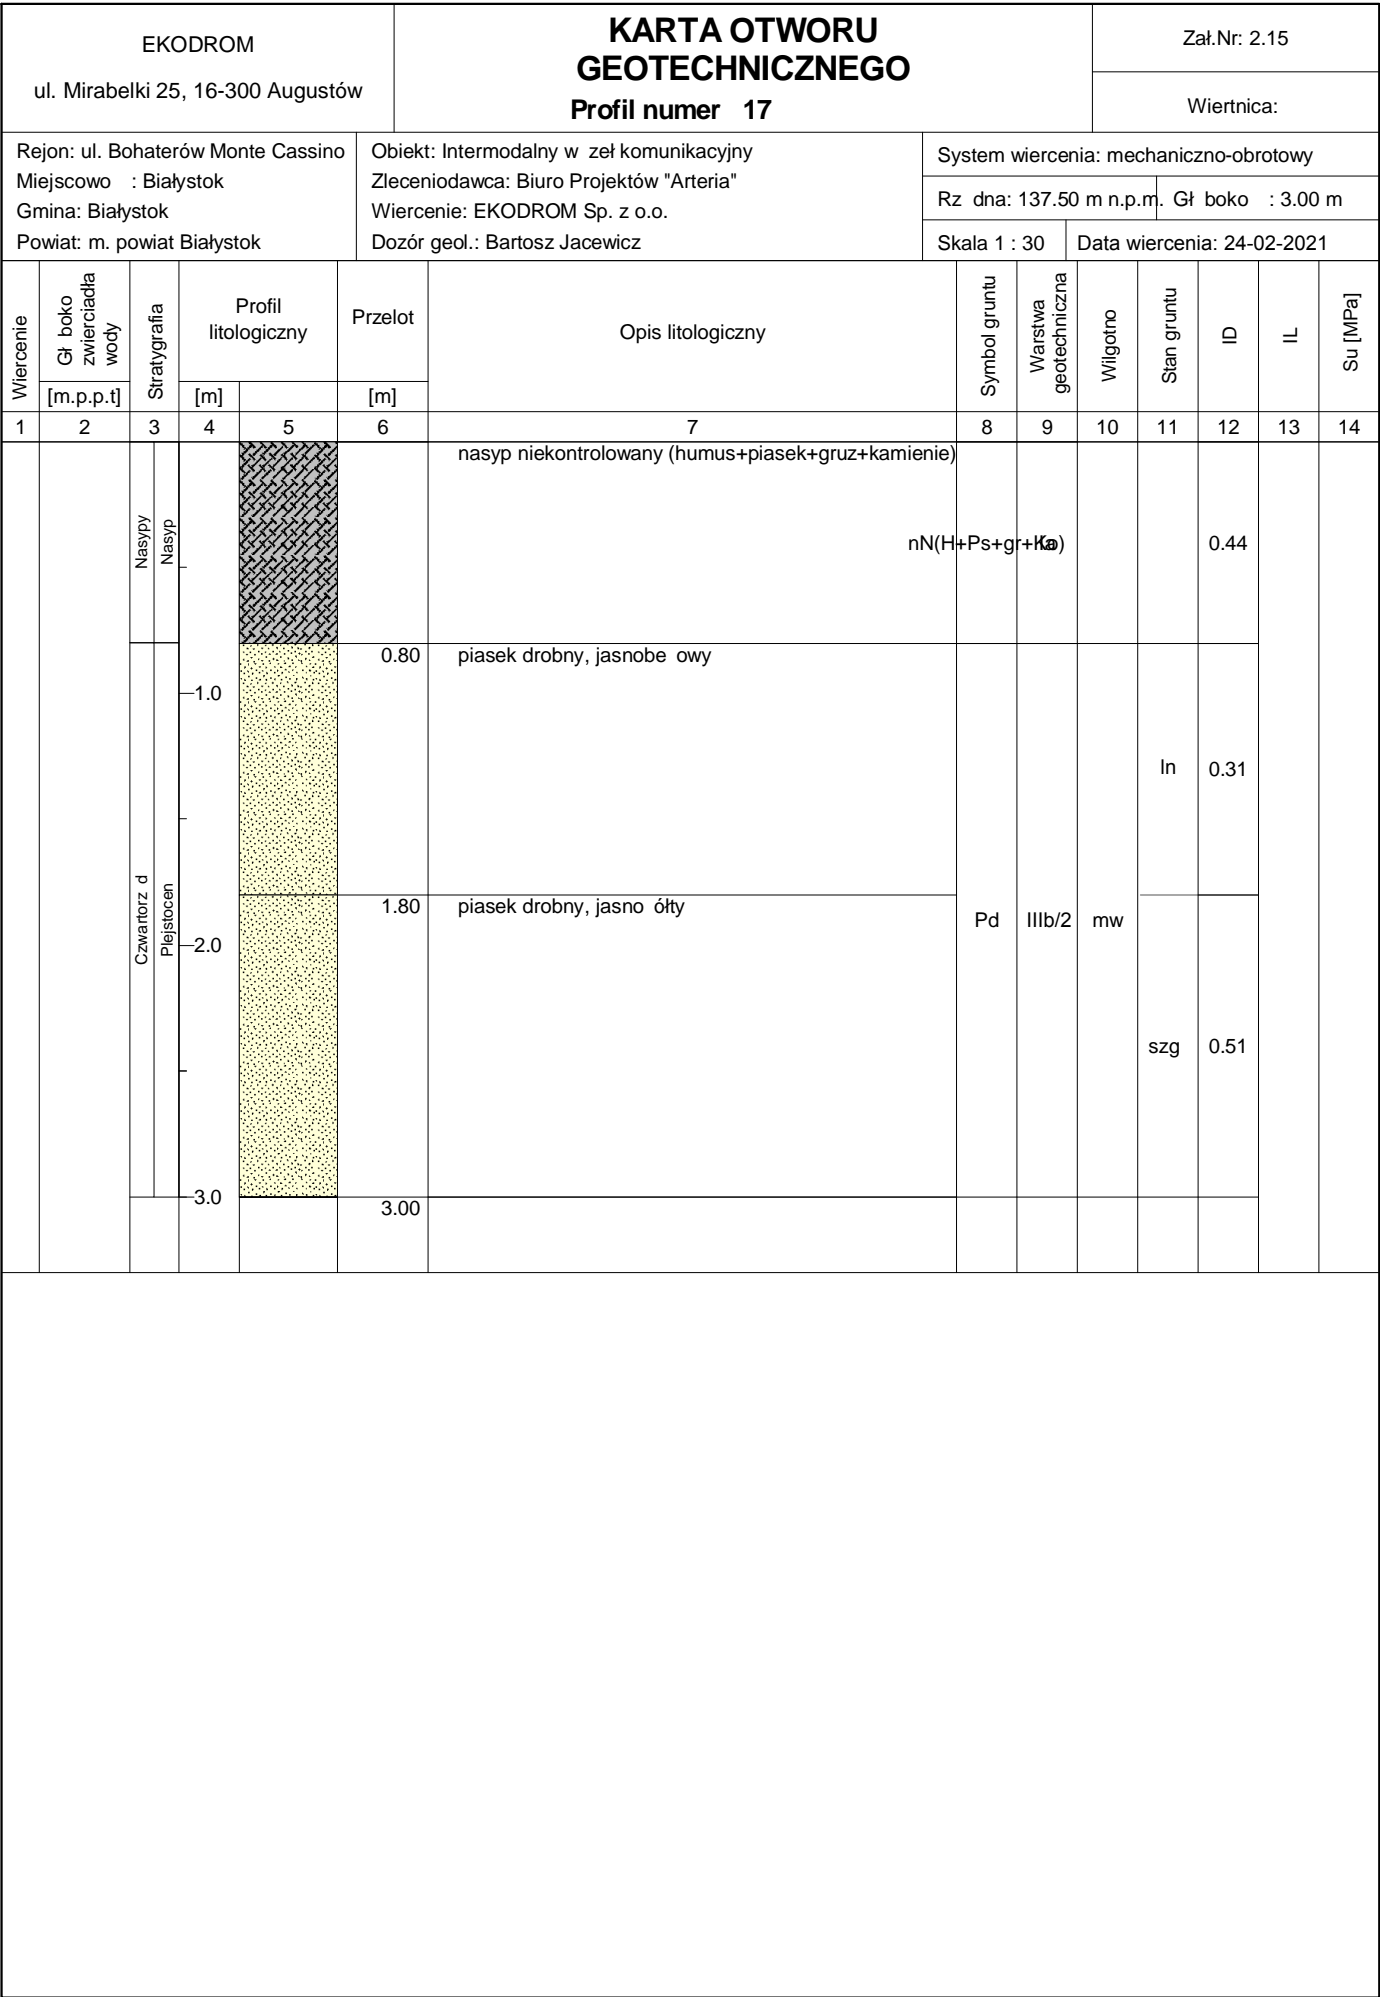 EKODROM
ul. Mirabelki 25, 16-300 Augustów
KARTA OTWORU
GEOTECHNICZNEGO
Profil numer 17
Zał.Nr: 2.15
Wiertnica:
Rejon: ul. Bohaterów Monte Cassino
Miejscowo : Białystok
Gmina: Białystok
Powiat: m. powiat Białystok
Obiekt: Intermodalny w zeł komunikacyjny
Zleceniodawca: Biuro Projektów "Arteria"
Wiercenie: EKODROM Sp. z o.o.
Dozór geol.: Bartosz Jacewicz
System wiercenia: mechaniczno-obrotowy
Rz dna: 137.50 m n.p.m. Gł boko : 3.00 m
Skala 1 : 30 Data wiercenia: 24-02-2021
Wiercenie
Gł boko
zwierciadła
wody
[m.p.p.t]
Stratygrafia
Profil
litologiczny
[m]
Przelot
[m]
Opis litologiczny
Symbol gruntu
Warstwa
geotechniczna
Wilgotno
Stan gruntu
ID
IL
Su [MPa]
1 2 3 4 5 6 7 8 9 10 11 12 13 14
nasyp niekontrolowany (humus+piasek+gruz+kamienie)
Nasypy
Nasyp
nN(H+Ps+gr+ )
0.44
0.80 piasek drobny, jasnobe owy
1.0
ln 0.31
Czwartorz d
Plejstocen
1.80 piasek drobny, jasno ółty
Pd IIIb/2 mw
2.0
szg 0.51
3.0
3.00